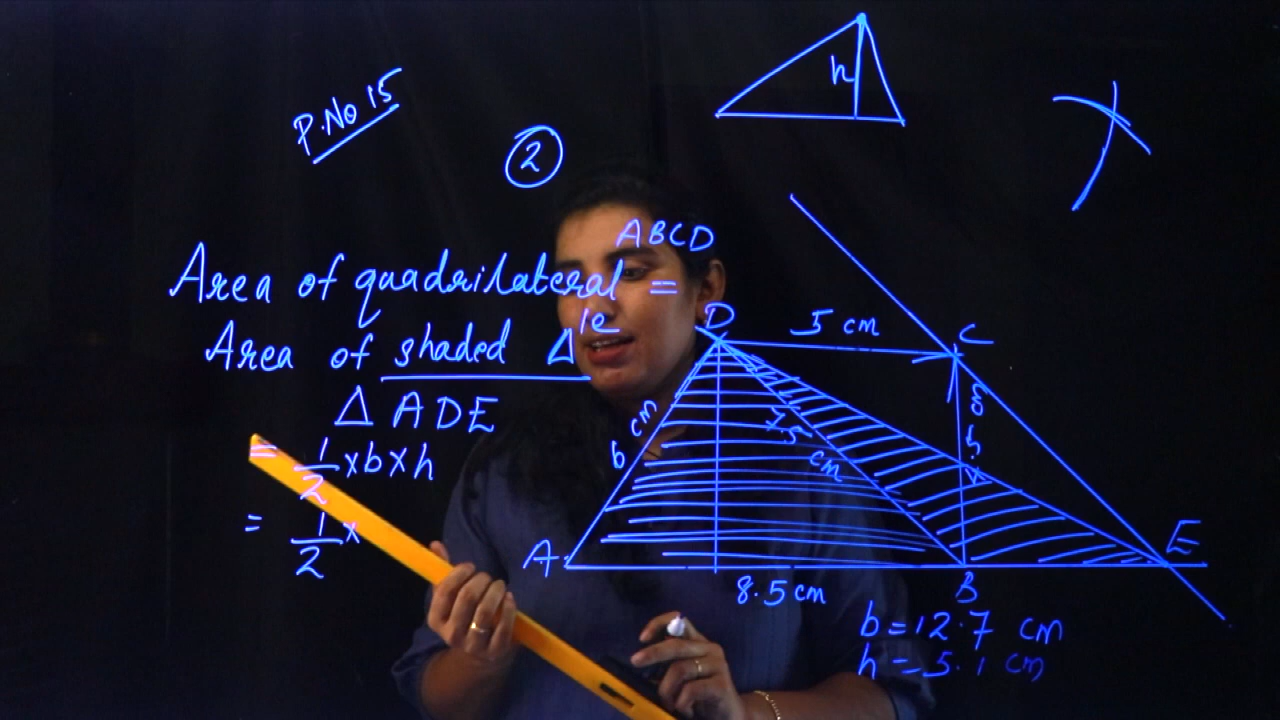 P.No 15
2
h
ABCD
Area of quadrilateral =
Area of shaded Δle
Δ ADE
= 1/2 x b x h
= 1/2 x
D
5 cm
C
6 cm
7.5 cm
A
8.5 cm
B
E
b = 12.7 cm
h = 5.1 cm